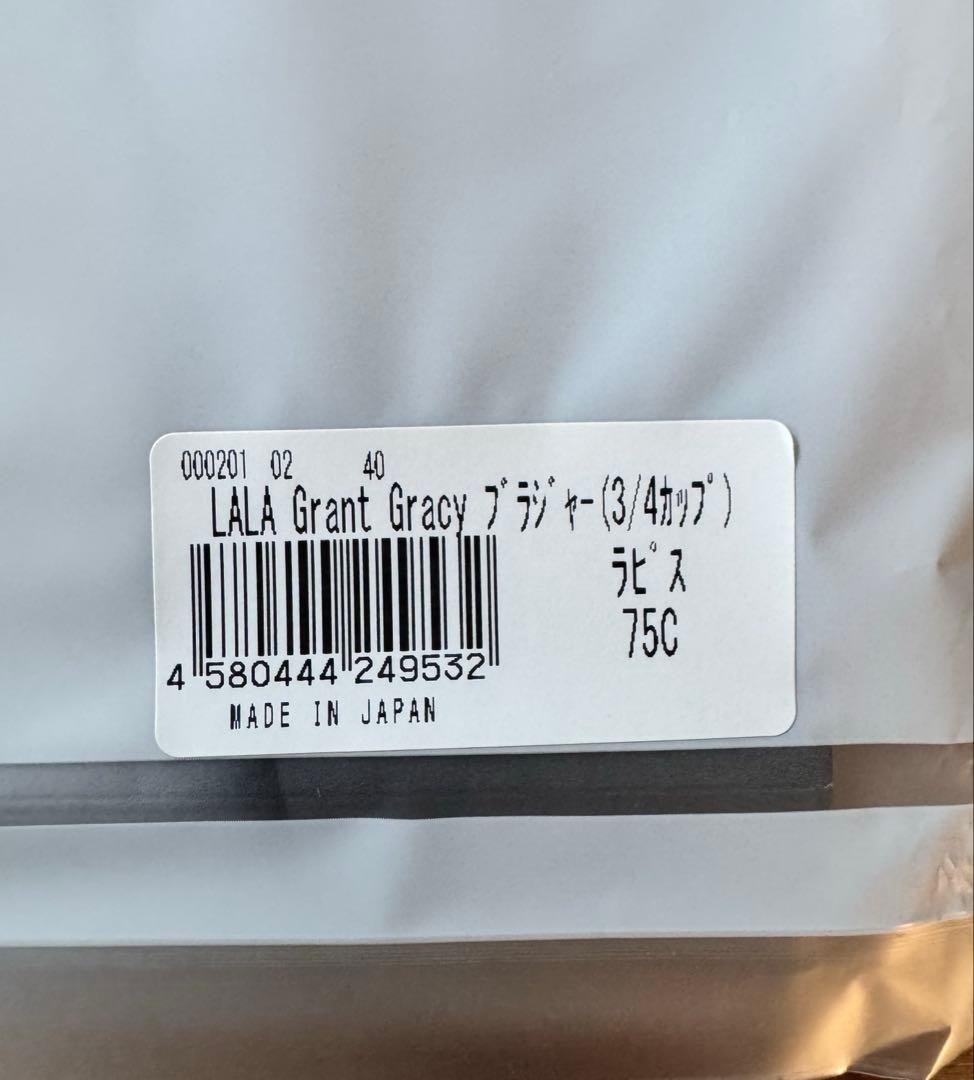 000201 02 40
LALA Grant Gracy ﾌﾞﾗｼﾞｬｰ(3/4ｶｯﾌﾟ)
ﾗﾋﾟｽ
75C
4 580444 249532
MADE IN JAPAN